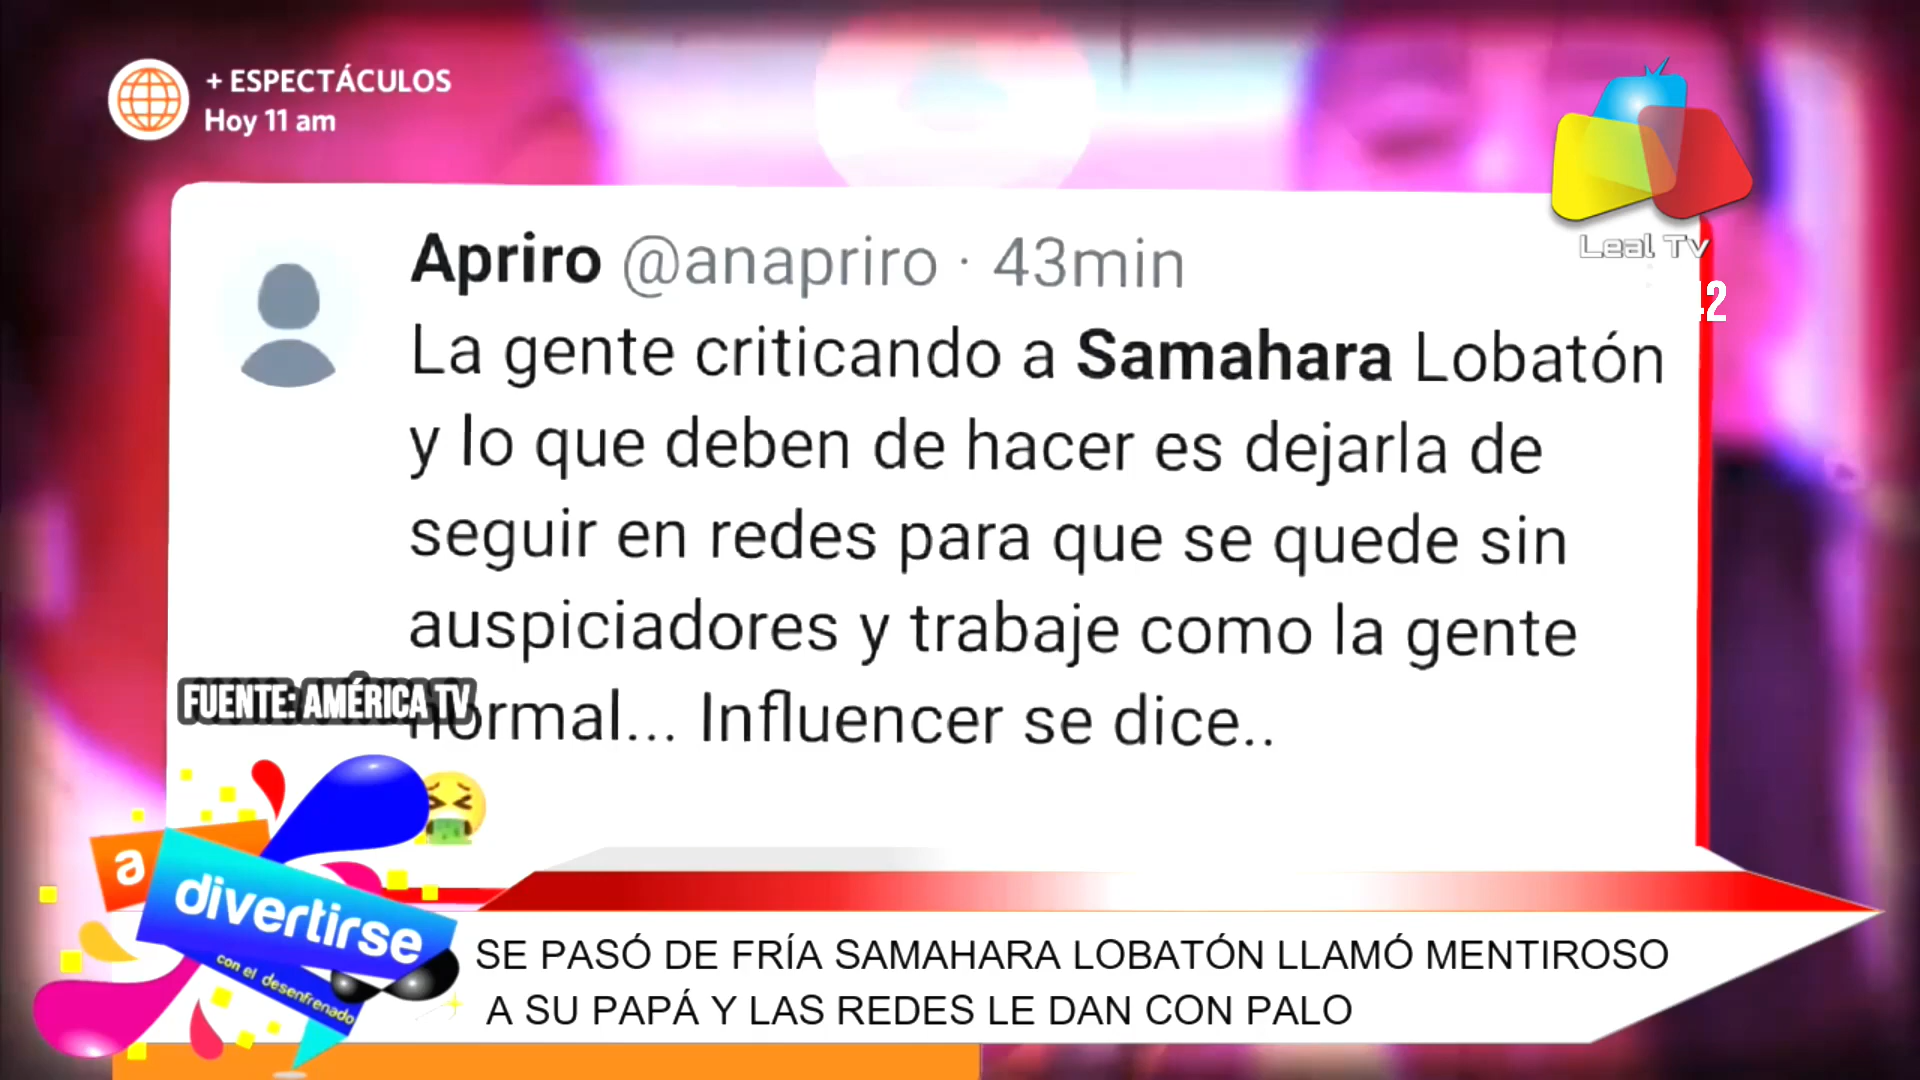 + ESPECTÁCULOS
Hoy 11 am
Leal Tv
42
Apriro @anapriro · 43min
La gente criticando a Samahara Lobatón
y lo que deben de hacer es dejarla de
seguir en redes para que se quede sin
auspiciadores y trabaje como la gente
normal... Influencer se dice..
FUENTE: AMÉRICA TV
a
divertirse
con el desenfrenado
SE PASÓ DE FRÍA SAMAHARA LOBATÓN LLAMÓ MENTIROSO
A SU PAPÁ Y LAS REDES LE DAN CON PALO